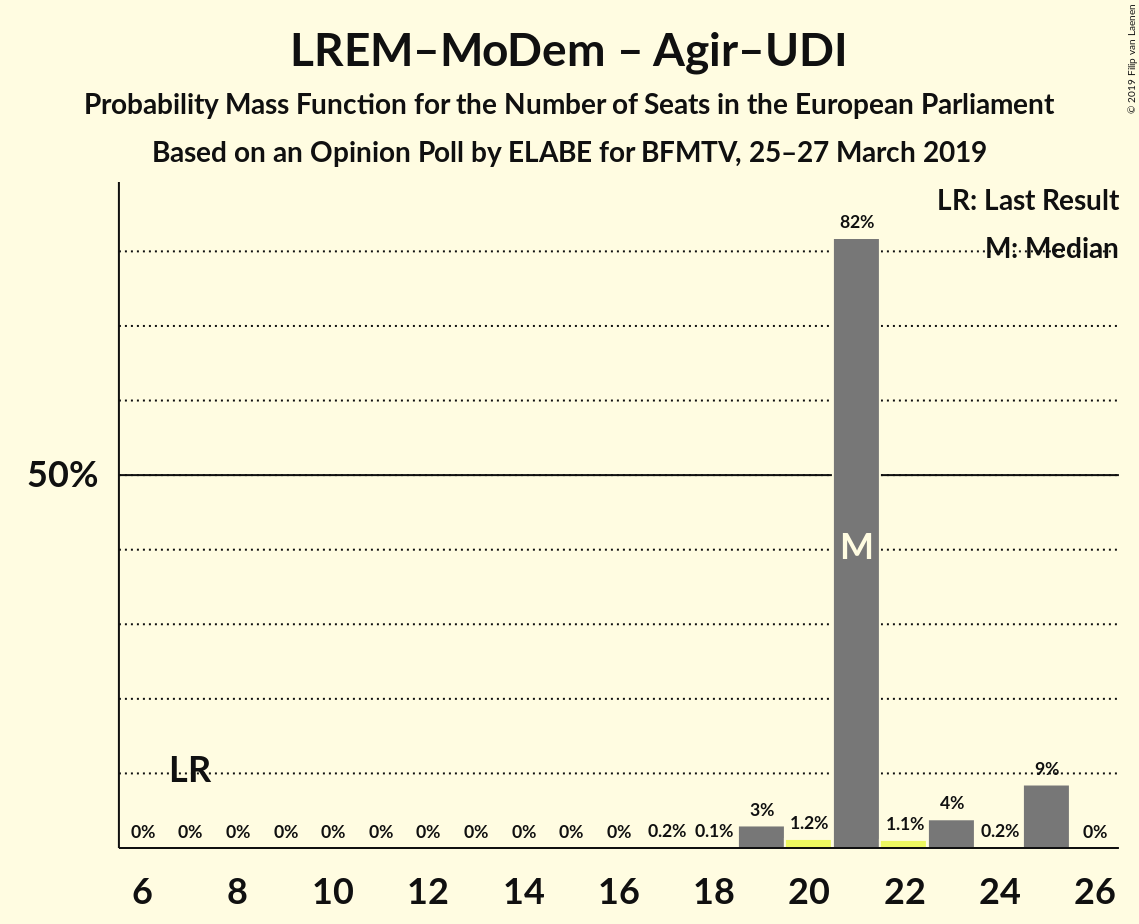 LREM–MoDem – Agir–UDI
Probability Mass Function for the Number of Seats in the European Parliament
Based on an Opinion Poll by ELABE for BFMTV, 25–27 March 2019
© 2019 Filip van Laenen
LR: Last Result
M: Median
82%
50%
M
LR
0% 0% 0% 0% 0% 0% 0% 0% 0% 0% 0% 0.2% 0.1% 3% 1.2% 1.1% 4% 0.2% 9% 0%
6 8 10 12 14 16 18 20 22 24 26